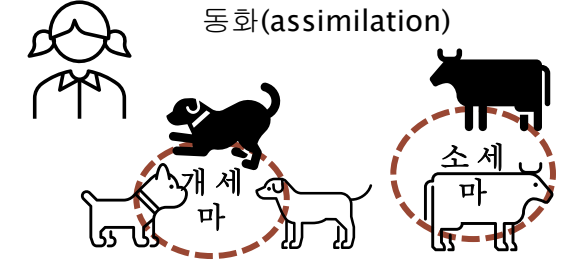 동화(assimilation)
개 세
마
소 세
마